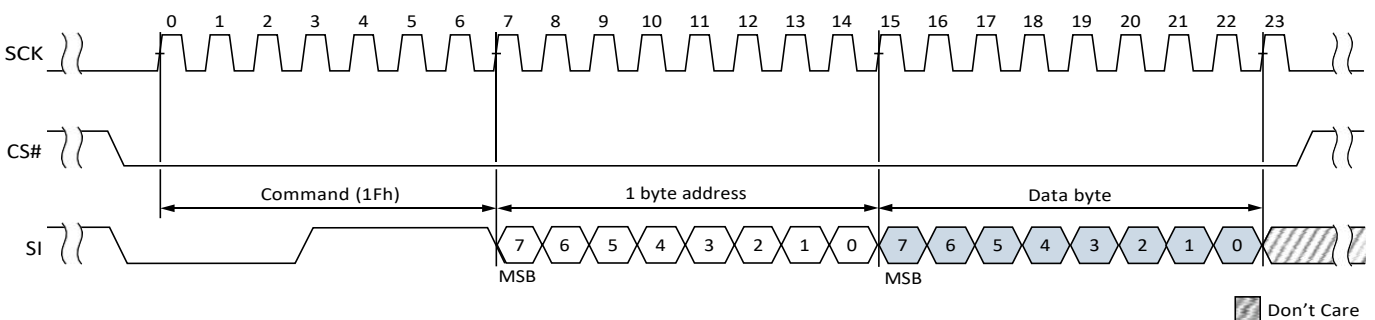 0 1 2 3 4 5 6 7 8 9 10 11 12 13 14 15 16 17 18 19 20 21 22 23
SCK
CS#
Command (1Fh) 1 byte address Data byte
SI 7 6 5 4 3 2 1 0 7 6 5 4 3 2 1 0
MSB MSB
Don't Care